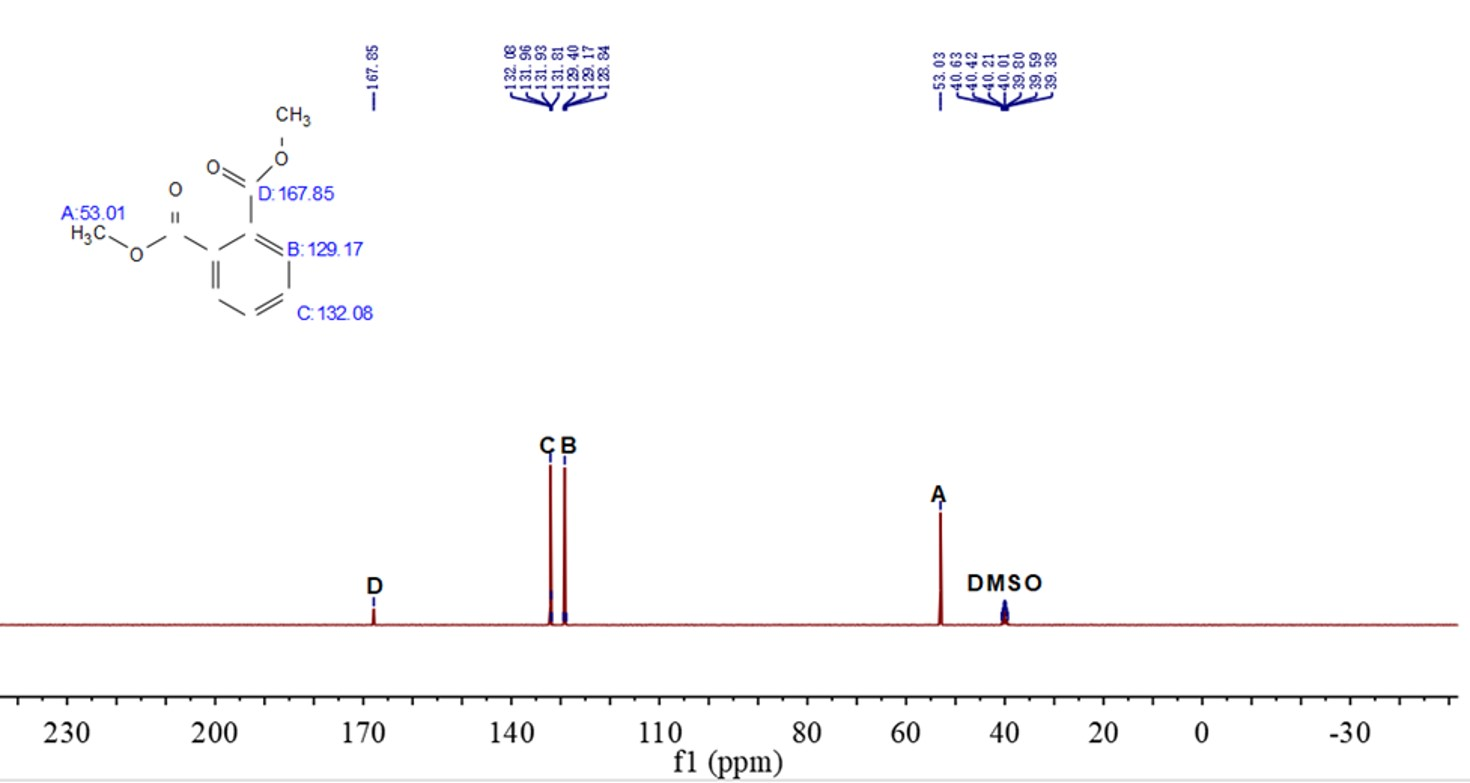 167.85
132.08
131.96
131.93
131.81
129.40
129.17
128.84
53.03
40.63
40.42
40.21
40.01
39.80
39.59
39.38
CH3
O
O
D:167.85
O
A:53.01
H3C
O
B:129.17
C:132.08
C B
A
D
DMSO
230 200 170 140 110 80 60 40 20 0 -30
f1 (ppm)